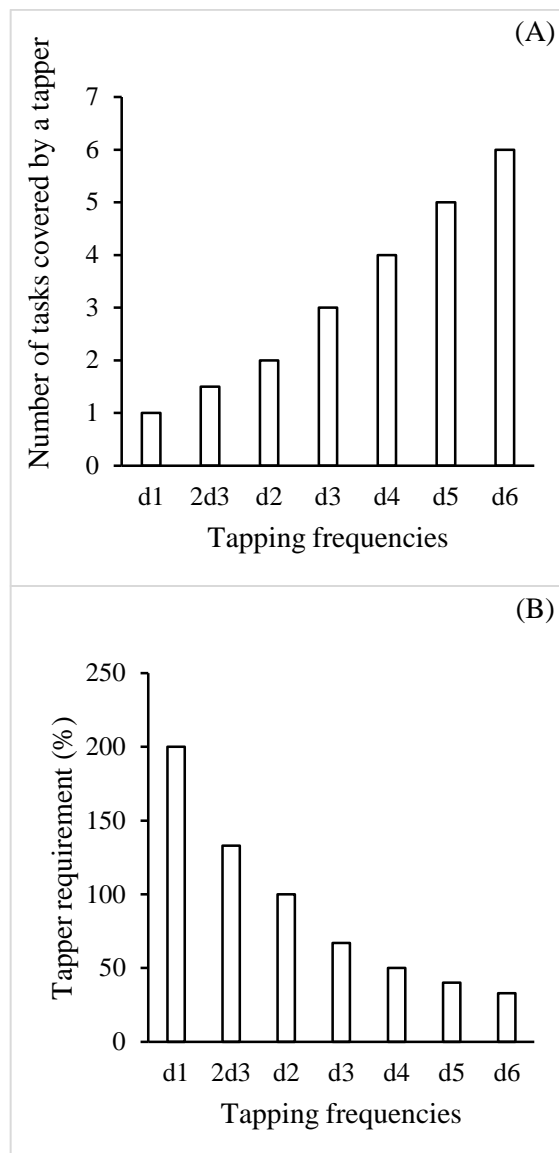 (A)
Number of tasks covered by a tapper
7
6
5
4
3
2
1
0
d1 2d3 d2 d3 d4 d5 d6
Tapping frequencies
(B)
Tapper requirement (%)
250
200
150
100
50
0
d1 2d3 d2 d3 d4 d5 d6
Tapping frequencies